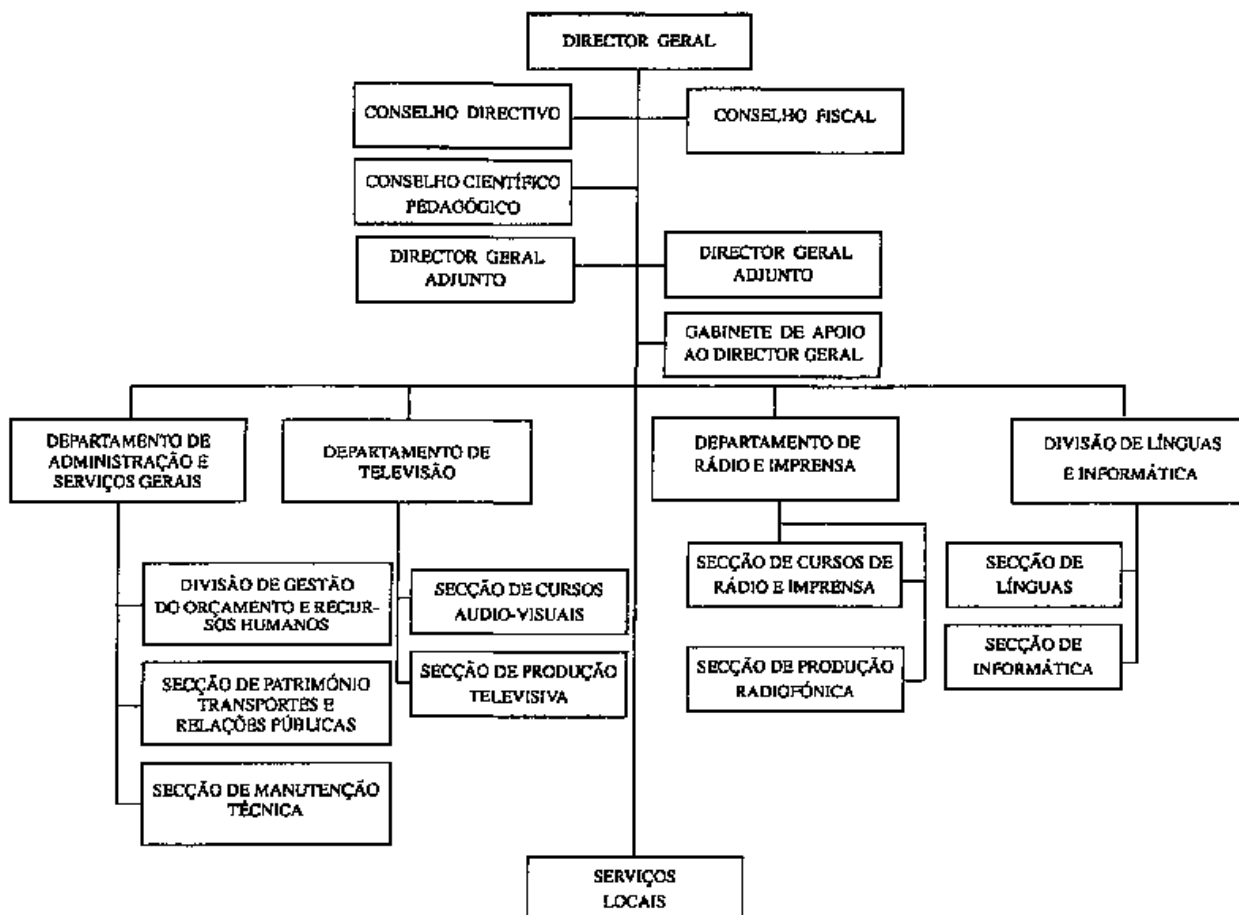 DIRECTOR GERAL
CONSELHO DIRECTIVO
CONSELHO FISCAL
CONSELHO CIENTÍFICO
PEDAGÓGICO
DIRECTOR GERAL
ADJUNTO
DIRECTOR GERAL
ADJUNTO
GABINETE DE APOIO
AO DIRECTOR GERAL
DEPARTAMENTO DE
ADMINISTRAÇÃO E
SERVIÇOS GERAIS
DEPARTAMENTO DE
TELEVISÃO
DEPARTAMENTO DE
RÁDIO E IMPRENSA
DIVISÃO DE LÍNGUAS
E INFORMÁTICA
DIVISÃO DE GESTÃO
DO ORÇAMENTO E RECUR-
SOS HUMANOS
SECÇÃO DE PATRIMÓNIO
TRANSPORTES E
RELAÇÕES PÚBLICAS
SECÇÃO DE MANUTENÇÃO
TÉCNICA
SECÇÃO DE CURSOS
AUDIO-VISUAIS
SECÇÃO DE PRODUÇÃO
TELEVISIVA
SECÇÃO DE CURSOS DE
RÁDIO E IMPRENSA
SECÇÃO DE PRODUÇÃO
RADIOFÓNICA
SECÇÃO DE
LÍNGUAS
SECÇÃO DE
INFORMÁTICA
SERVIÇOS
LOCAIS